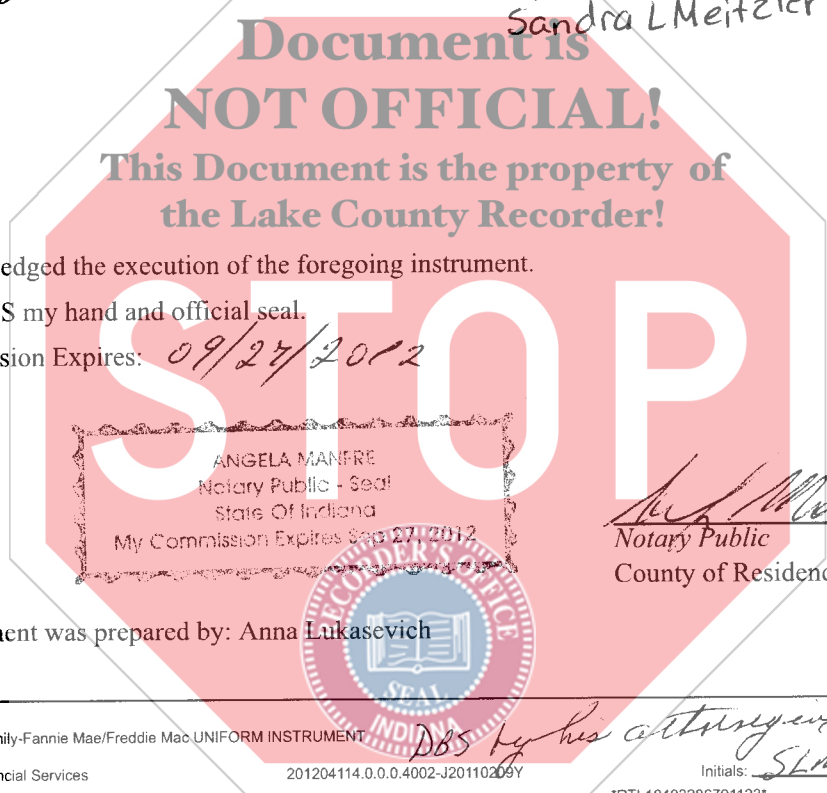 Sandra L Meitzler
Document is
NOT OFFICIAL!
This Document is the property of
the Lake County Recorder!
edged the execution of the foregoing instrument.
S my hand and official seal.
sion Expires: 09/27/2012
STOP
ANGELA MANFRE
Notary Public - Seal
State Of Indiana
My Commission Expires Sep 27, 2012
Notary Public
County of Residenc
RECORDER'S OFFICE
SEAL
INDIANA
ent was prepared by: Anna Lukasevich
nily-Fannie Mae/Freddie Mac UNIFORM INSTRUMENT
DBS by his attorney in
ncial Services 201204114.0.0.0.4002-J20110209Y Initials: SLM